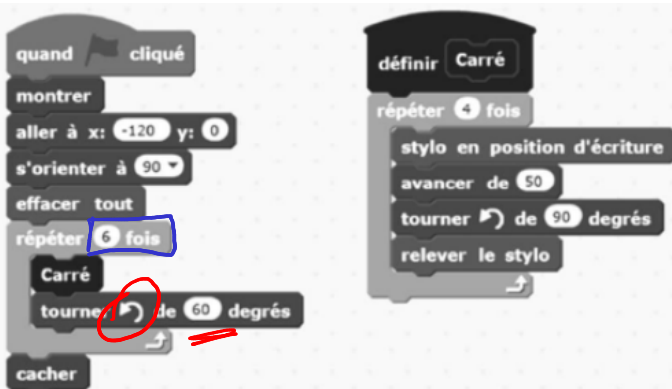 quand cliqué
montrer
aller à x: -120 y: 0
s'orienter à 90
effacer tout
répéter 6 fois
Carré
tourner de 60 degrés
cacher
définir Carré
répéter 4 fois
stylo en position d'écriture
avancer de 50
tourner de 90 degrés
relever le stylo